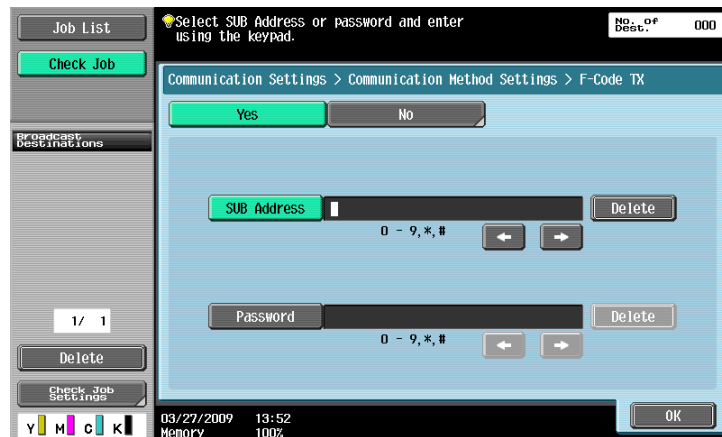 Job List
Select SUB Address or password and enter
using the keypad.
No. of
Dest.
000
Check Job
Communication Settings > Communication Method Settings > F-Code TX
Yes
No
Broadcast
Destinations
SUB Address
Delete
0 - 9,*,#
Password
Delete
0 - 9,*,#
1/ 1
Delete
Check Job
Settings
OK
Y M C K
03/27/2009 13:52
Memory 100%